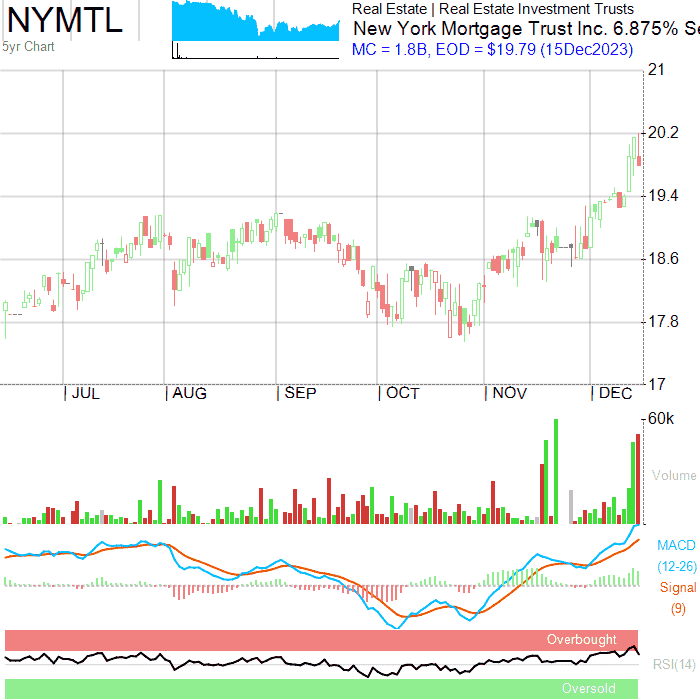 NYMTL
5yr Chart
Real Estate | Real Estate Investment Trusts
New York Mortgage Trust Inc. 6.875% Se
MC = 1.8B, EOD = $19.79 (15Dec2023)
21
20.2
19.4
18.6
17.8
17
JUL AUG SEP OCT NOV DEC
60k
Volume
MACD
(12-26)
Signal
(9)
Overbought
RSI(14)
Oversold